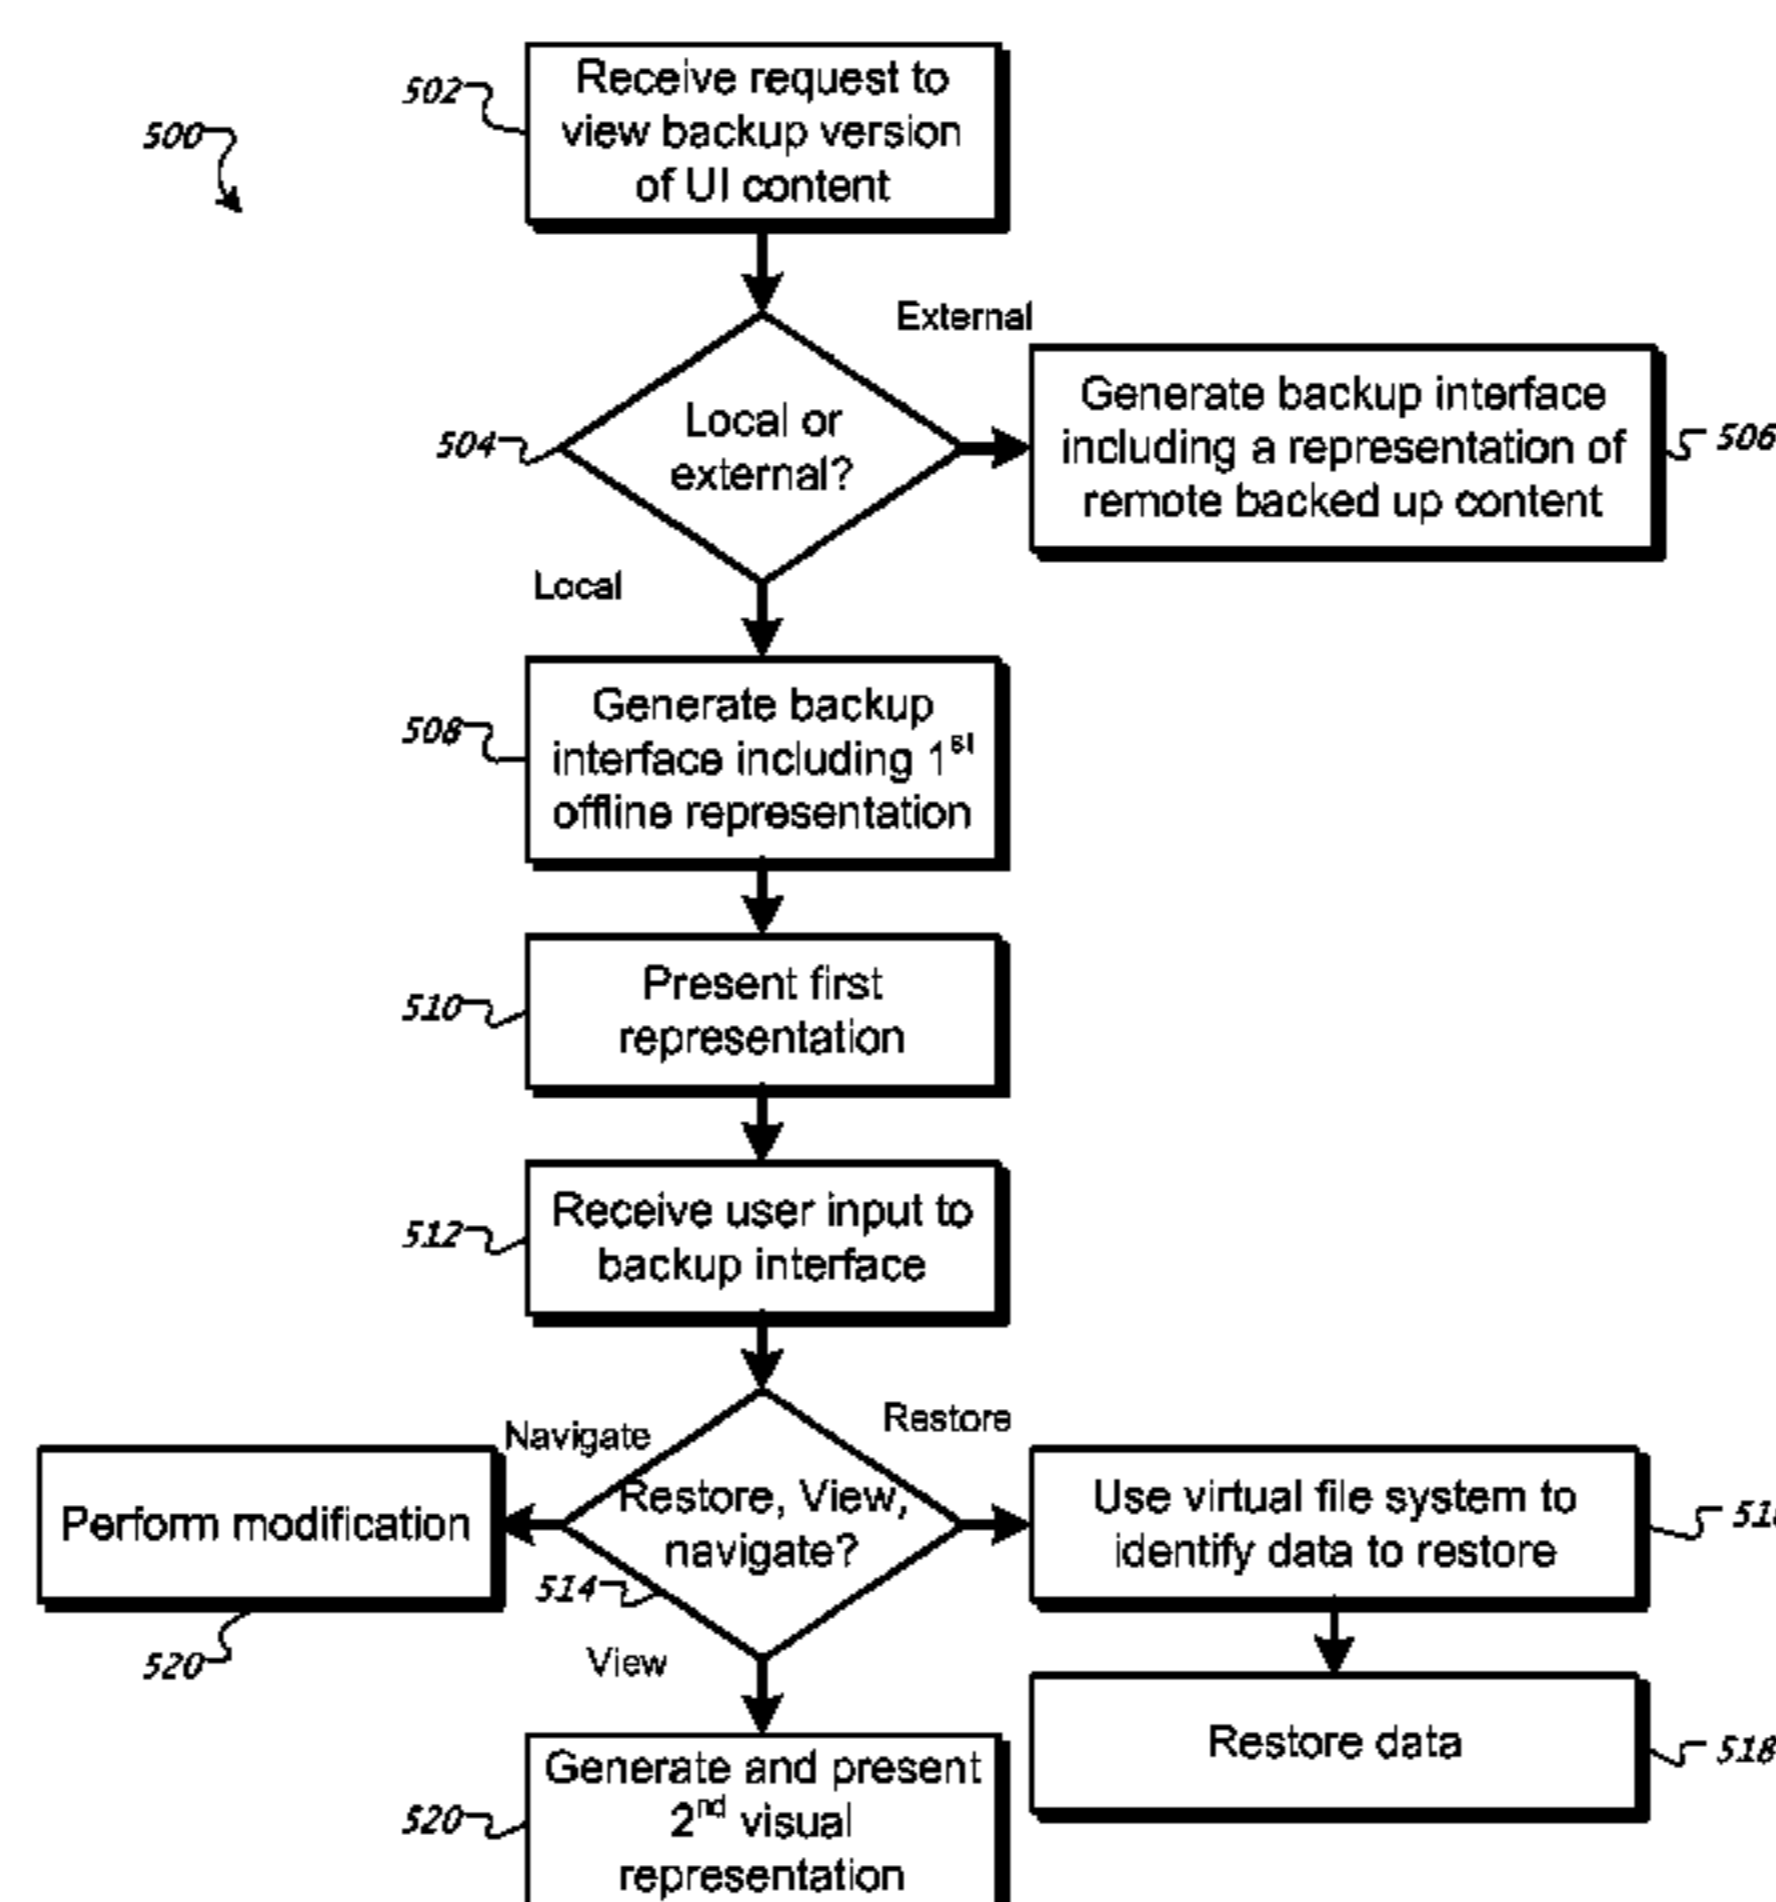 500
502
Receive request to
view backup version
of UI content
504
Local or
external?
External
506
Generate backup interface
including a representation of
remote backed up content
Local
508
Generate backup
interface including 1st
offline representation
510
Present first
representation
512
Receive user input to
backup interface
Navigate
Restore
Restore, View,
navigate?
514
Perform modification
520
Use virtual file system to
identify data to restore
View
Restore data
518
520
Generate and present
2nd visual
representation